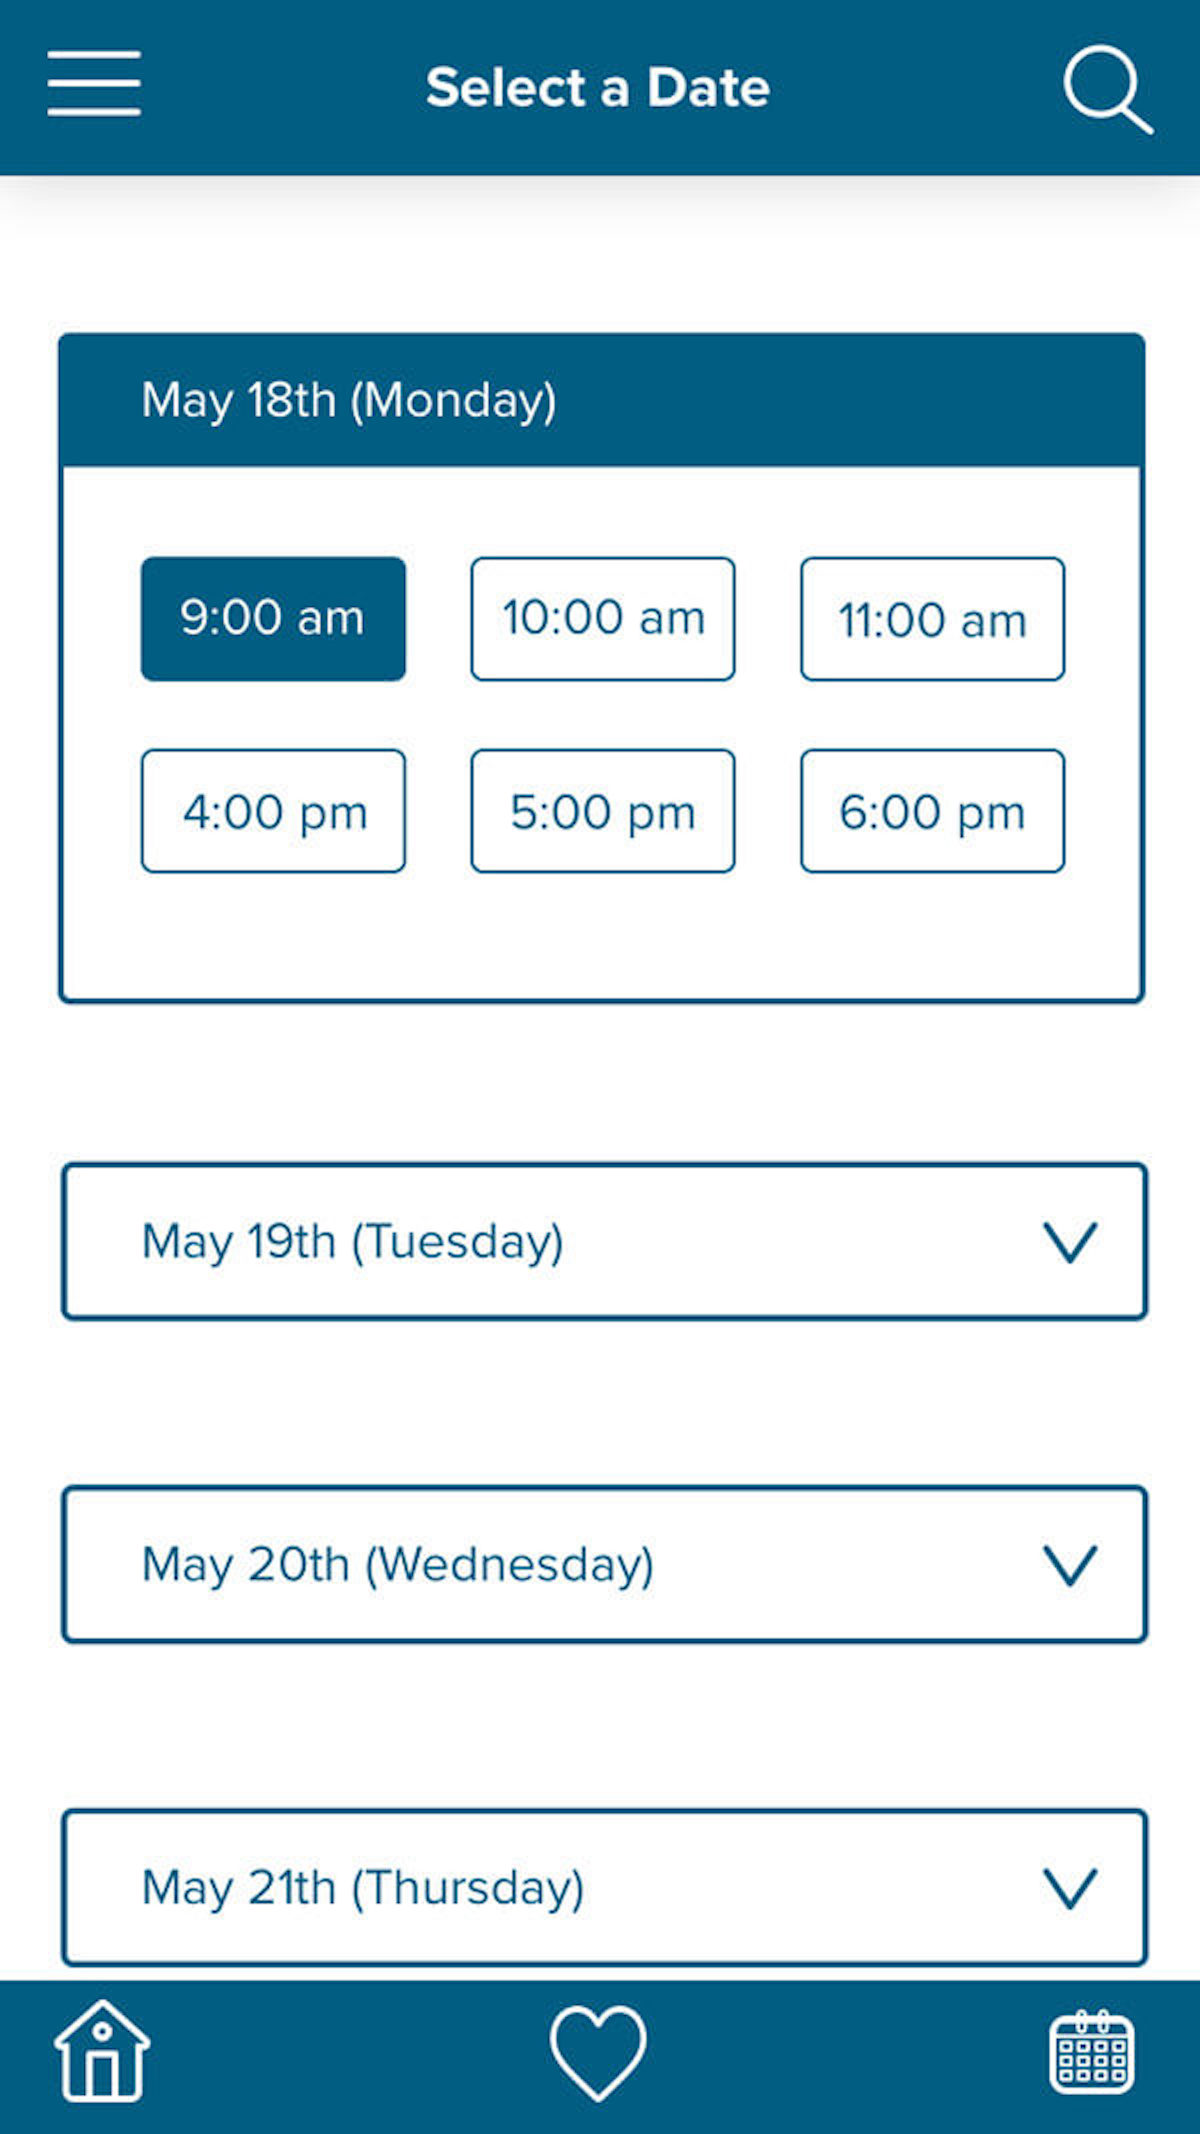 Select a Date
May 18th (Monday)
9:00 am 10:00 am 11:00 am
4:00 pm 5:00 pm 6:00 pm
May 19th (Tuesday)
May 20th (Wednesday)
May 21th (Thursday)